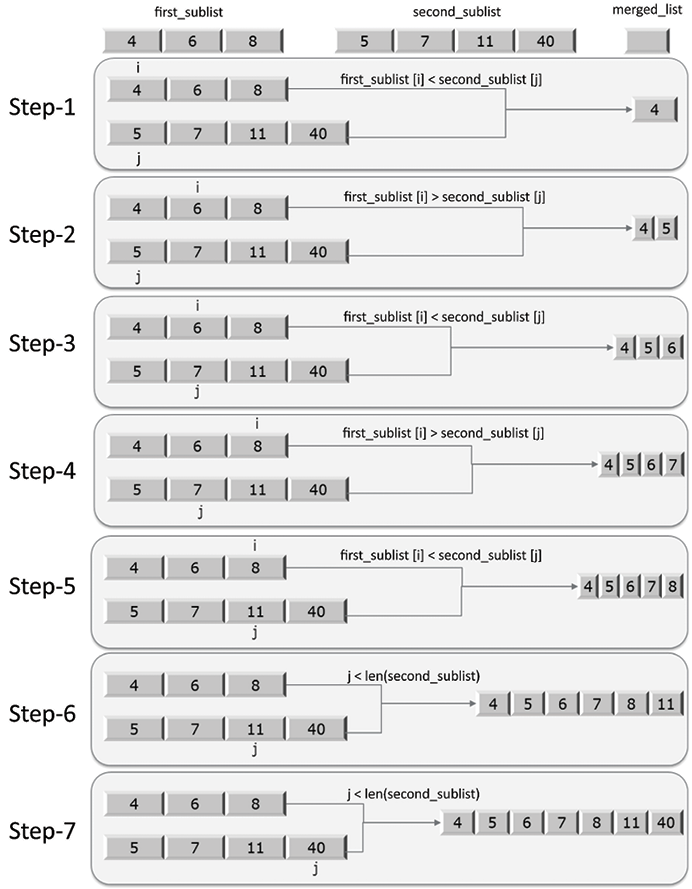 first_sublist second_sublist merged_list
4 6 8 5 7 11 40
i
first_sublist [i] < second_sublist [j]
4 6 8
Step-1
4
5 7 11 40
j
i
first_sublist [i] > second_sublist [j]
4 6 8
Step-2
4 5
5 7 11 40
j
i
first_sublist [i] < second_sublist [j]
4 6 8
Step-3
4 5 6
5 7 11 40
j
i
first_sublist [i] > second_sublist [j]
4 6 8
Step-4
4 5 6 7
5 7 11 40
j
i
first_sublist [i] < second_sublist [j]
4 6 8
Step-5
4 5 6 7 8
5 7 11 40
j
j < len(second_sublist)
4 6 8
Step-6
4 5 6 7 8 11
5 7 11 40
j
j < len(second_sublist)
4 6 8
Step-7
4 5 6 7 8 11 40
5 7 11 40
j